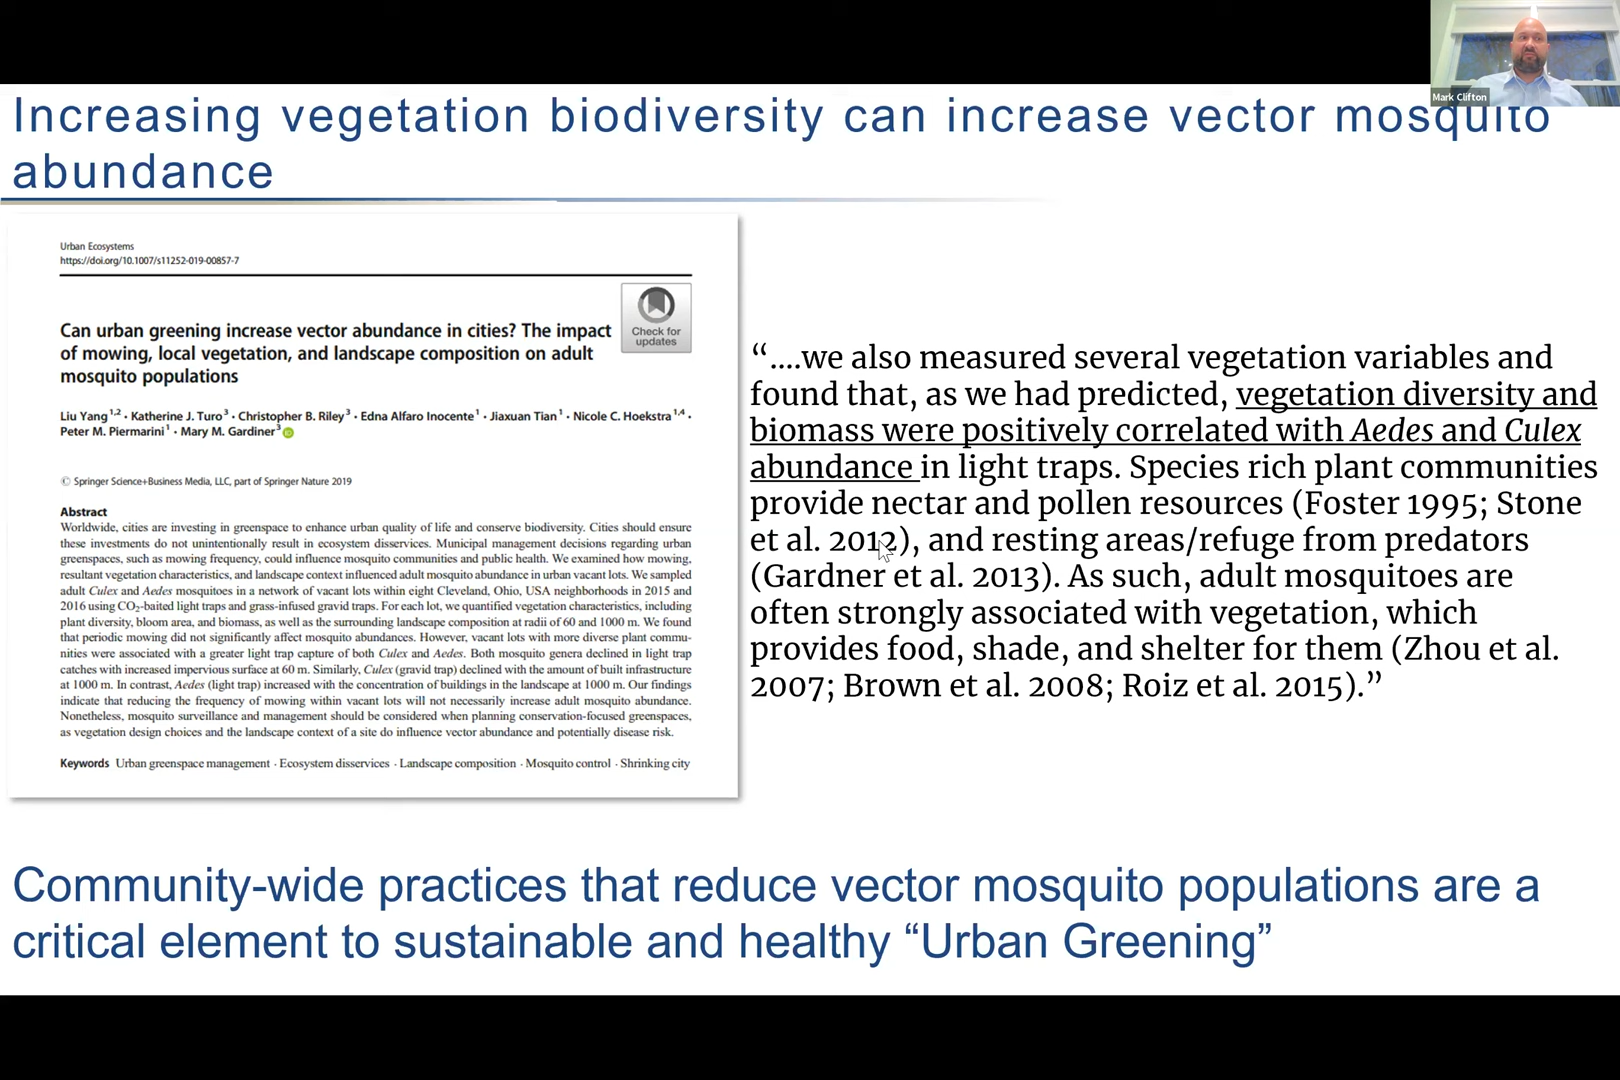 Mark Clifton
Increasing vegetation biodiversity can increase vector mosquito
abundance
Urban Ecosystems
https://doi.org/10.1007/s11252-019-00857-7
Check for
updates
Can urban greening increase vector abundance in cities? The impact
of mowing, local vegetation, and landscape composition on adult
mosquito populations
Liu Yang 1,2 · Katherine J. Turo 3 · Christopher B. Riley 3 · Edna Alfaro Inocente 1 · Jiaxuan Tian 1 · Nicole C. Hoekstra 1,4 ·
Peter M. Piermarini 1 · Mary M. Gardiner 3
© Springer Science+Business Media, LLC, part of Springer Nature 2019
Abstract
Worldwide, cities are investing in greenspace to enhance urban quality of life and conserve biodiversity. Cities should ensure
these investments do not unintentionally result in ecosystem disservices. Municipal management decisions regarding urban
greenspaces, such as mowing frequency, could influence mosquito communities and public health. We examined how mowing,
resultant vegetation characteristics, and landscape context influenced adult mosquito abundance in urban vacant lots. We sampled
adult Culex and Aedes mosquitoes in a network of vacant lots within eight Cleveland, Ohio, USA neighborhoods in 2015 and
2016 using CO2-baited light traps and grass-infused gravid traps. For each lot, we quantified vegetation characteristics, including
plant diversity, bloom area, and biomass, as well as the surrounding landscape composition at radii of 60 and 1000 m. We found
that periodic mowing did not significantly affect mosquito abundances. However, vacant lots with more diverse plant commu-
nities were associated with a greater light trap capture of both Culex and Aedes. Both mosquito genera declined in light trap
catches with increased impervious surface at 60 m. Similarly, Culex (gravid trap) declined with the amount of built infrastructure
at 1000 m. In contrast, Aedes (light trap) increased with the concentration of buildings in the landscape at 1000 m. Our findings
indicate that reducing the frequency of mowing within vacant lots will not necessarily increase adult mosquito abundance.
Nonetheless, mosquito surveillance and management should be considered when planning conservation-focused greenspaces,
as vegetation design choices and the landscape context of a site do influence vector abundance and potentially disease risk.
Keywords Urban greenspace management · Ecosystem disservices · Landscape composition · Mosquito control · Shrinking city
“....we also measured several vegetation variables and
found that, as we had predicted, vegetation diversity and
biomass were positively correlated with Aedes and Culex
abundance in light traps. Species rich plant communities
provide nectar and pollen resources (Foster 1995; Stone
et al. 2012), and resting areas/refuge from predators
(Gardner et al. 2013). As such, adult mosquitoes are
often strongly associated with vegetation, which
provides food, shade, and shelter for them (Zhou et al.
2007; Brown et al. 2008; Roiz et al. 2015).”
Community-wide practices that reduce vector mosquito populations are a
critical element to sustainable and healthy “Urban Greening”